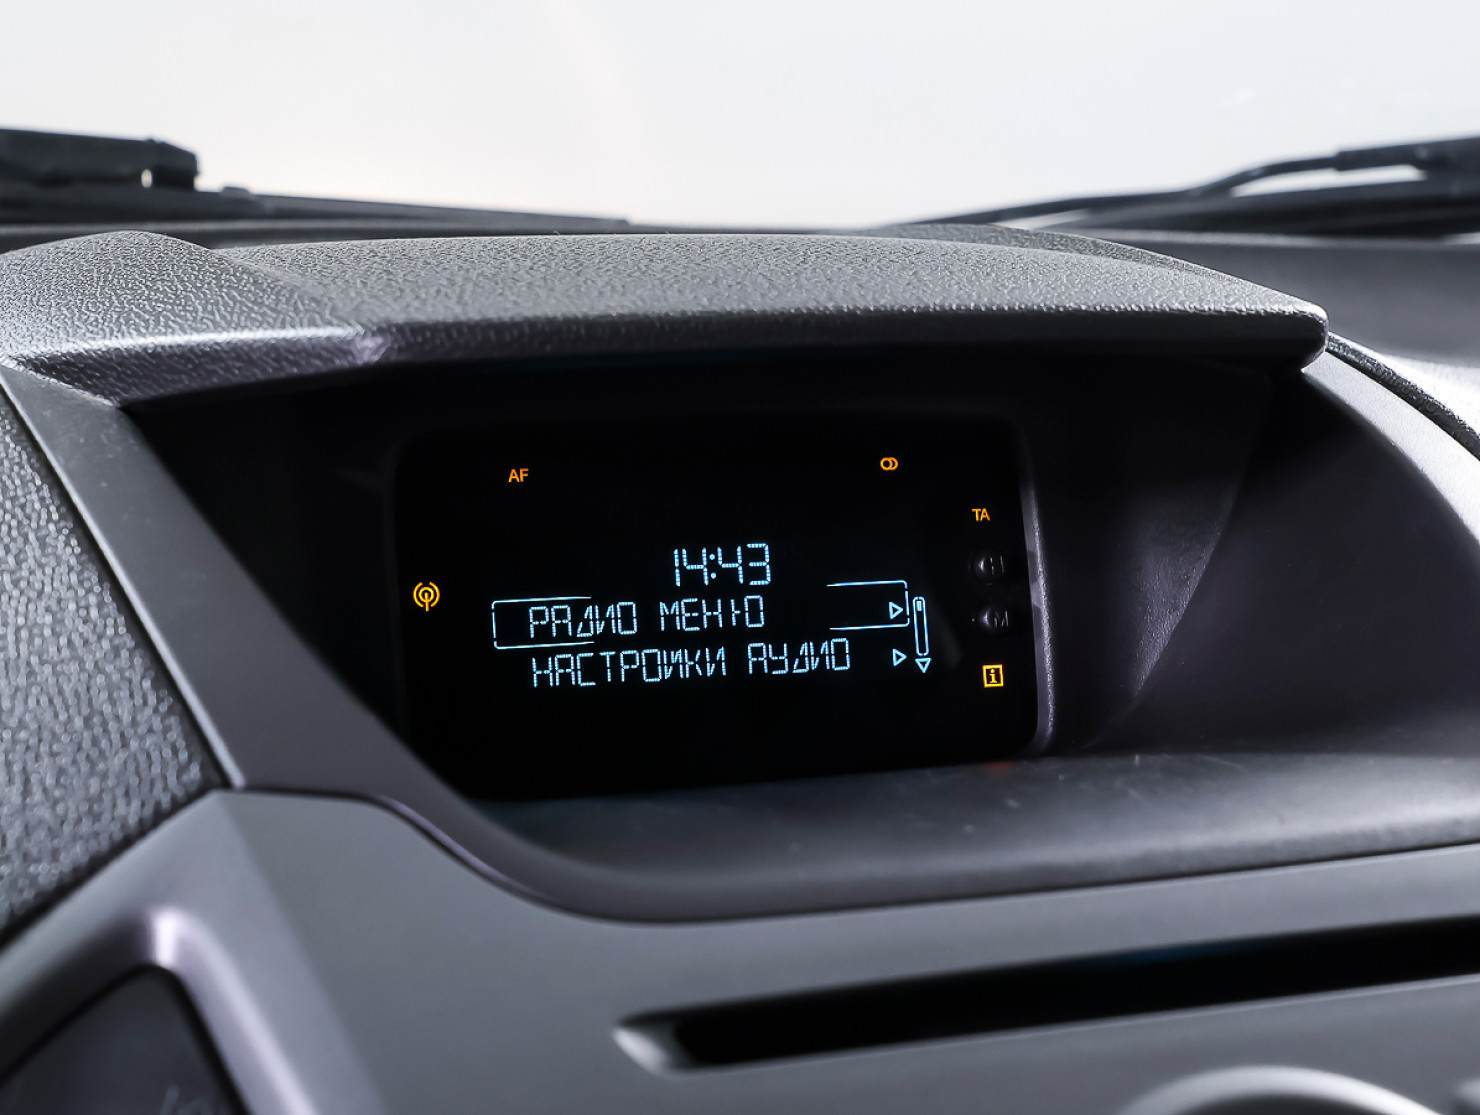 AF
TA
14:43
H
РАДИО МЕНЮ
M
НАСТРОЙКИ АУДИО
i